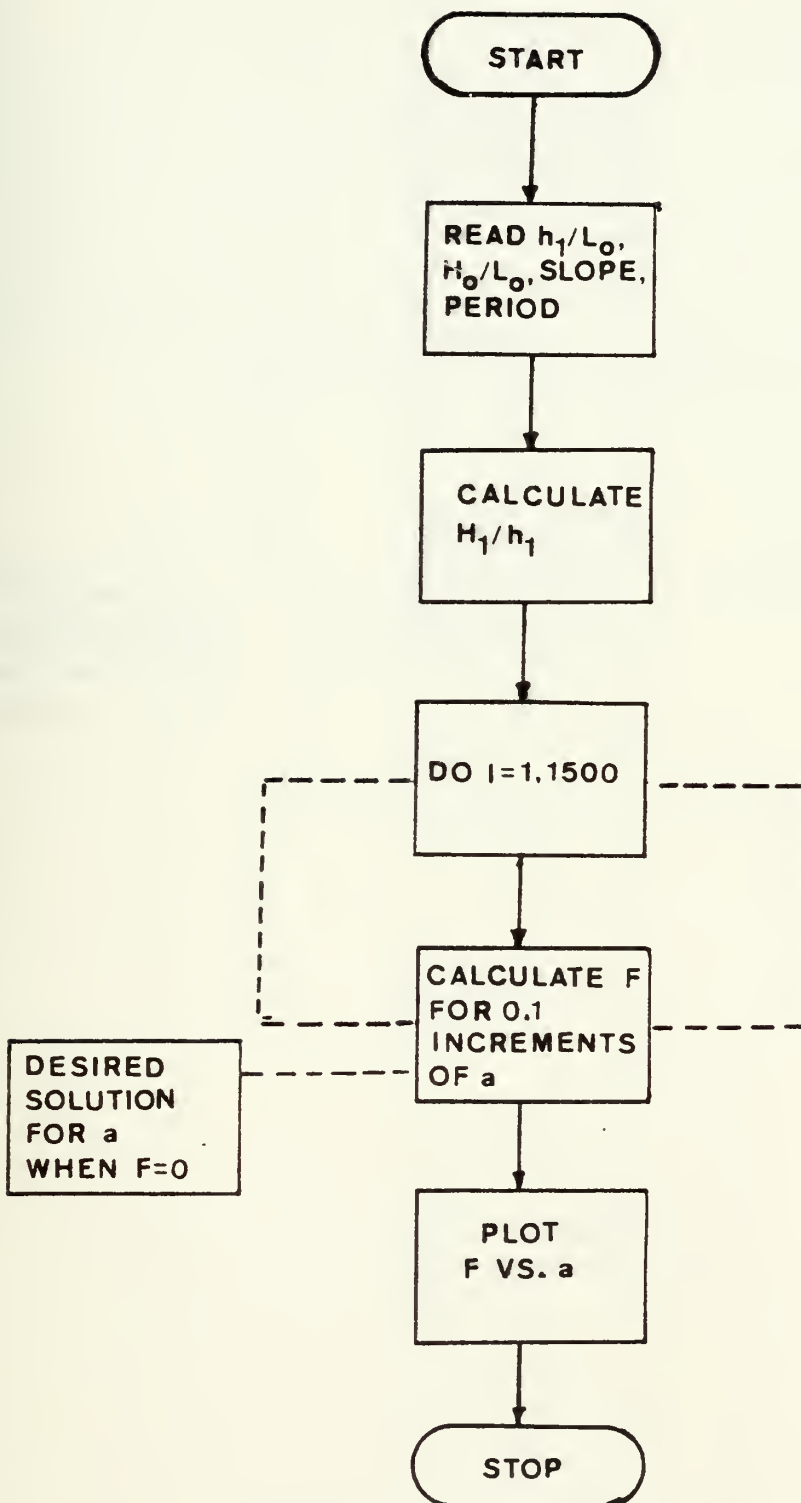 START
READ h₁/L₀,
H₀/L₀, SLOPE,
PERIOD
CALCULATE
H₁/h₁
DO I=1,1500
CALCULATE F
FOR 0.1
INCREMENTS
OF a
DESIRED
SOLUTION
FOR a
WHEN F=0
PLOT
F VS. a
STOP